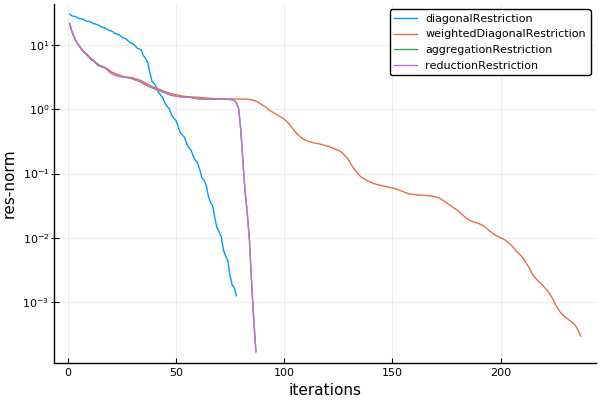 diagonalRestriction
weightedDiagonalRestriction
aggregationRestriction
reductionRestriction
res-norm
10¹
10⁰
10⁻¹
10⁻²
10⁻³
0 50 100 150 200
iterations